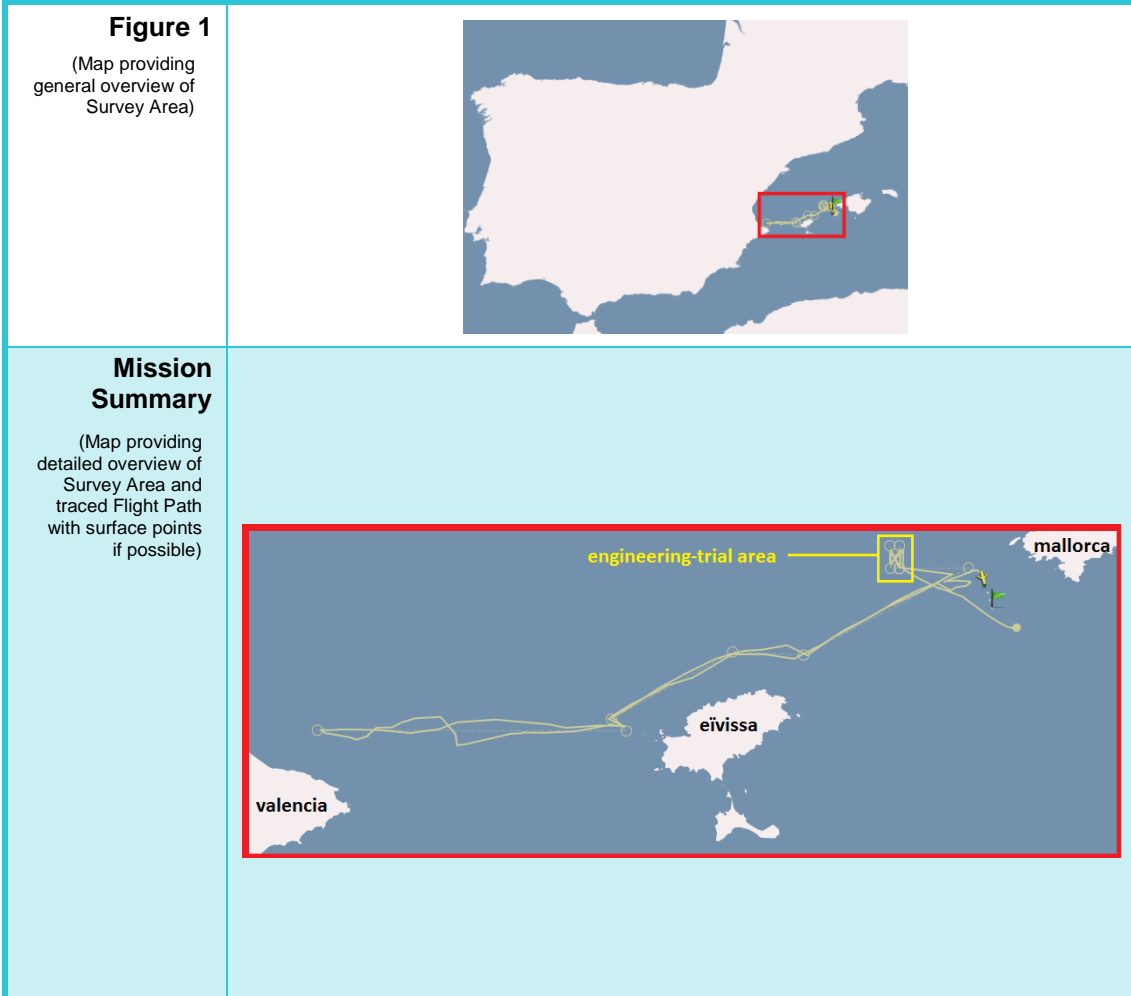 Figure 1
(Map providing
general overview of
Survey Area)
Mission
Summary
(Map providing
detailed overview of
Survey Area and
traced Flight Path
with surface points
if possible)
engineering-trial area
mallorca
eïvissa
valencia